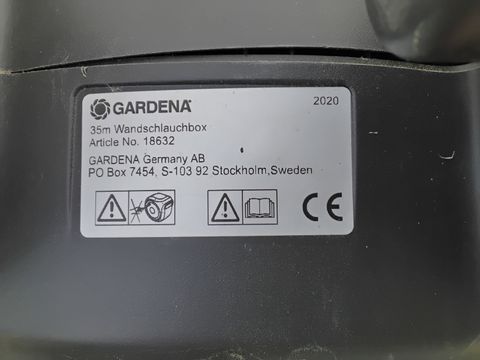 GARDENA
2020
35m Wandschlauchbox
Article No. 18632
GARDENA Germany AB
PO Box 7454, S-103 92 Stockholm,Sweden
CE